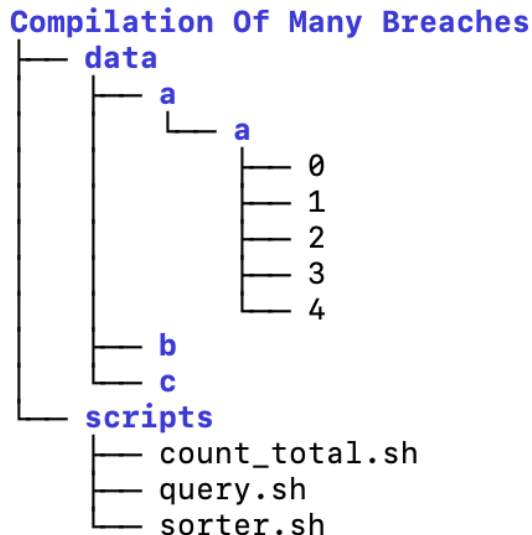 Compilation Of Many Breaches
data
a
a
0
1
2
3
4
b
c
scripts
count_total.sh
query.sh
sorter.sh